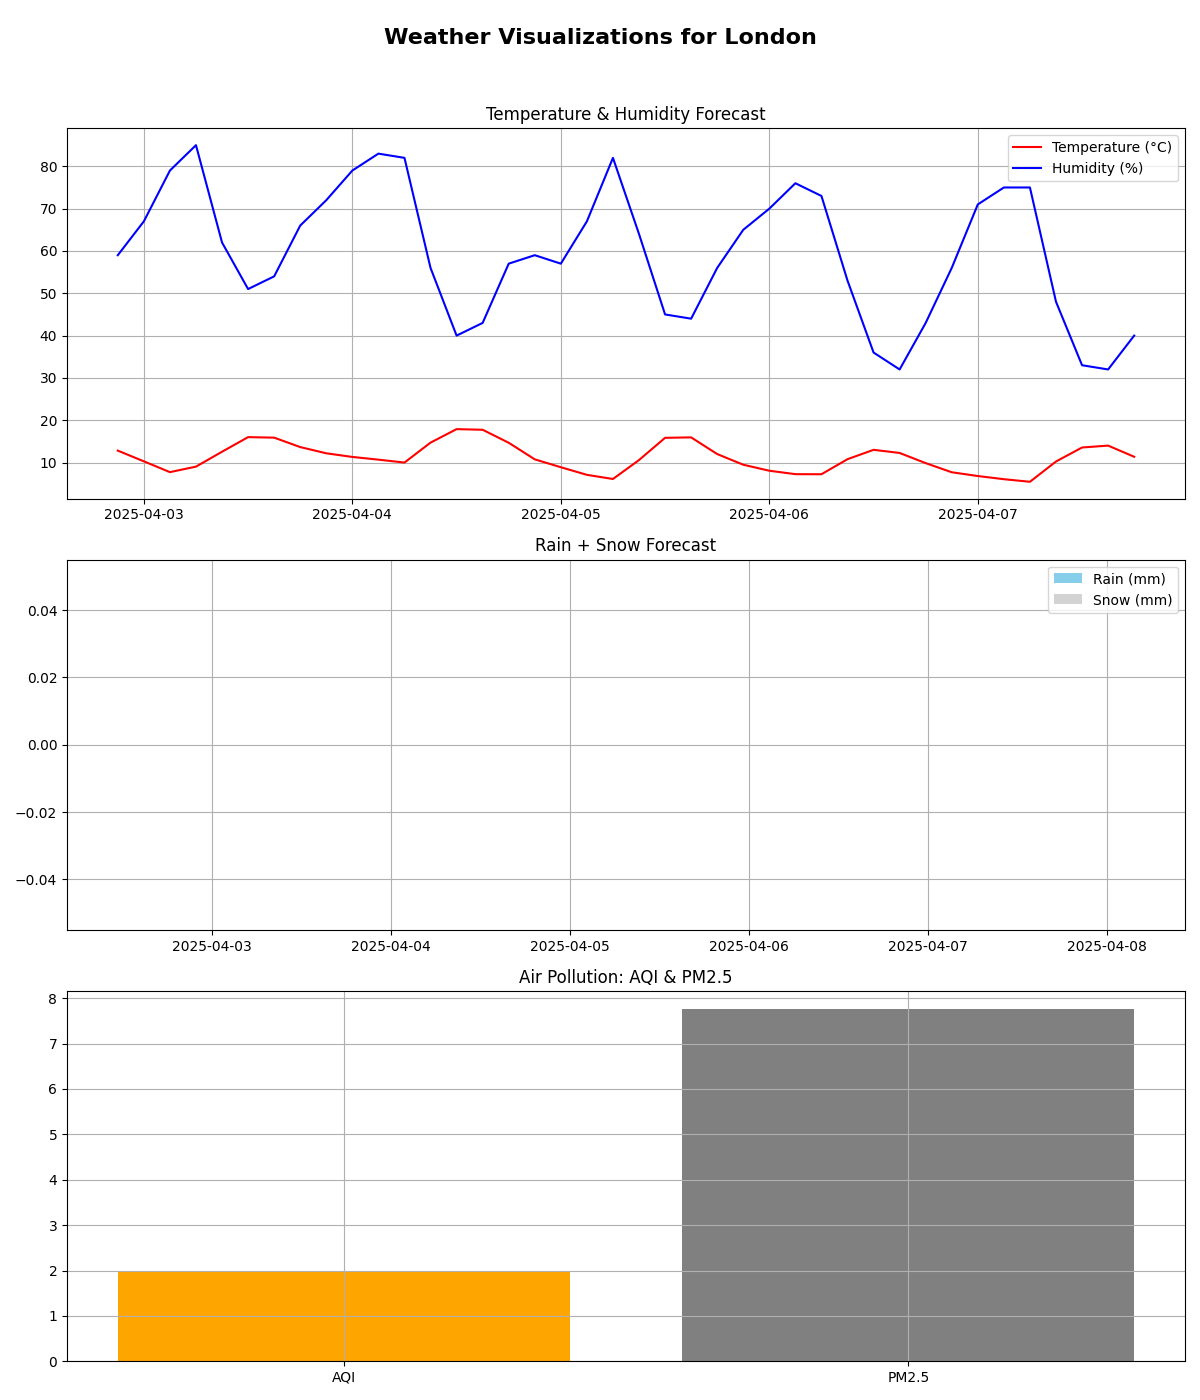 Weather Visualizations for London
Temperature & Humidity Forecast
Temperature (°C)
Humidity (%)
80
70
60
50
40
30
20
10
2025-04-03 2025-04-04 2025-04-05 2025-04-06 2025-04-07
Rain + Snow Forecast
Rain (mm)
Snow (mm)
0.04
0.02
0.00
−0.02
−0.04
2025-04-03 2025-04-04 2025-04-05 2025-04-06 2025-04-07 2025-04-08
Air Pollution: AQI & PM2.5
8
7
6
5
4
3
2
1
0
AQI PM2.5